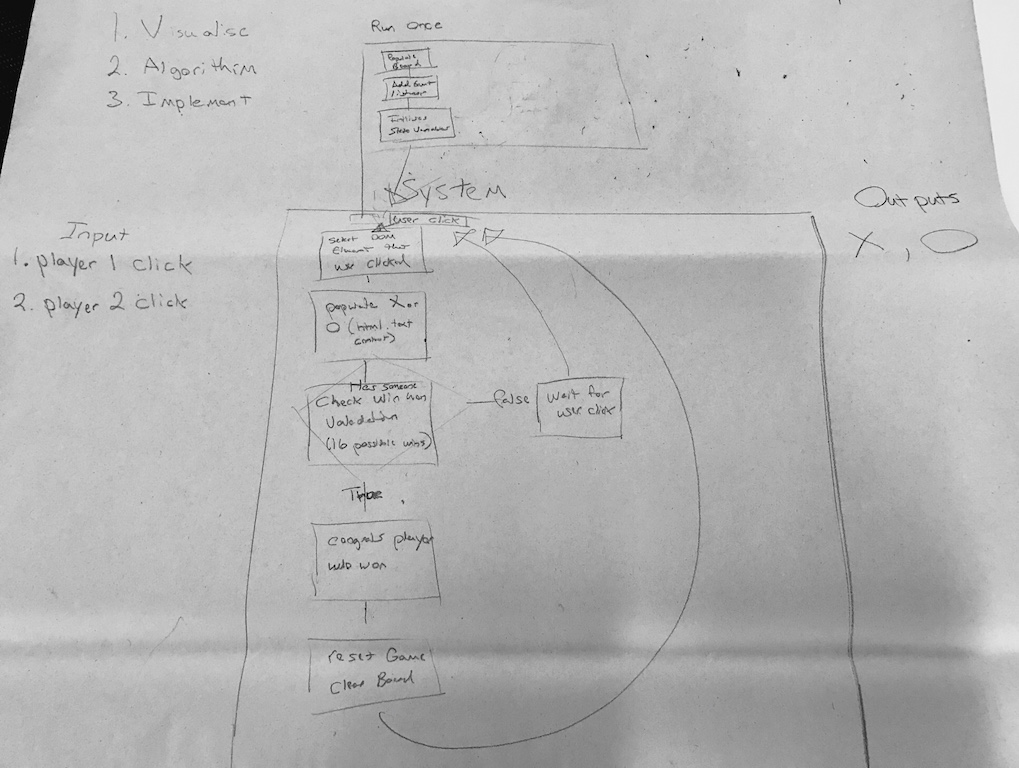 1. Visualise
2. Algorithim
3. Implement
Run once
Populate
Board
Add Event
listener
State Variables
System
Input
1. player 1 click
2. player 2 click
Outputs
X, O
user click
select DOM
Element that
use clicked
populate X or
O (html.text
content)
Has someone
Check win won
Validation
(16 possible wins)
false
wait for
user click
True
congrats player
who won
reset Game
Clear Board